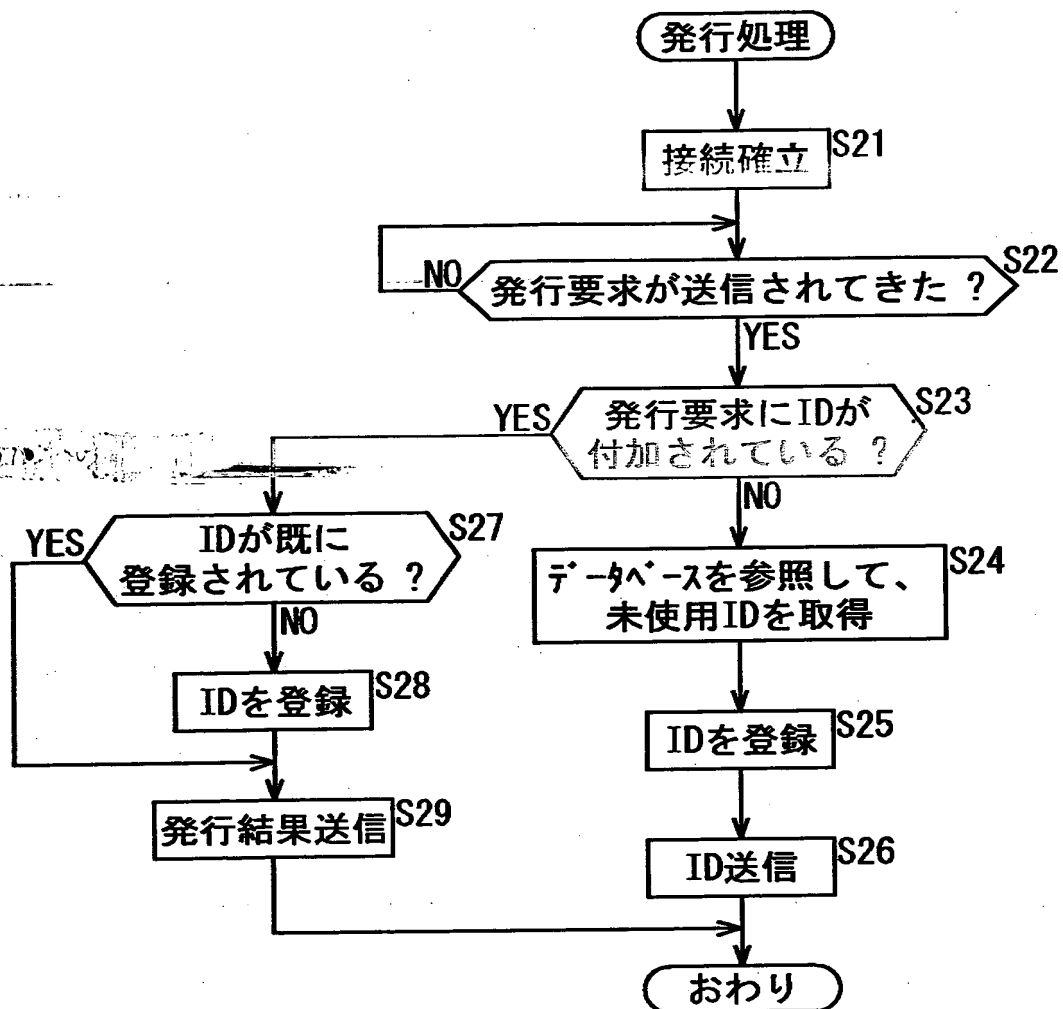 発行処理
接続確立
S21
NO
発行要求が送信されてきた ?
S22
YES
YES
発行要求にIDが
付加されている ?
S23
NO
YES
IDが既に
登録されている ?
S27
NO
データベースを参照して、
未使用IDを取得
S24
IDを登録
S28
IDを登録
S25
発行結果送信
S29
ID送信
S26
おわり